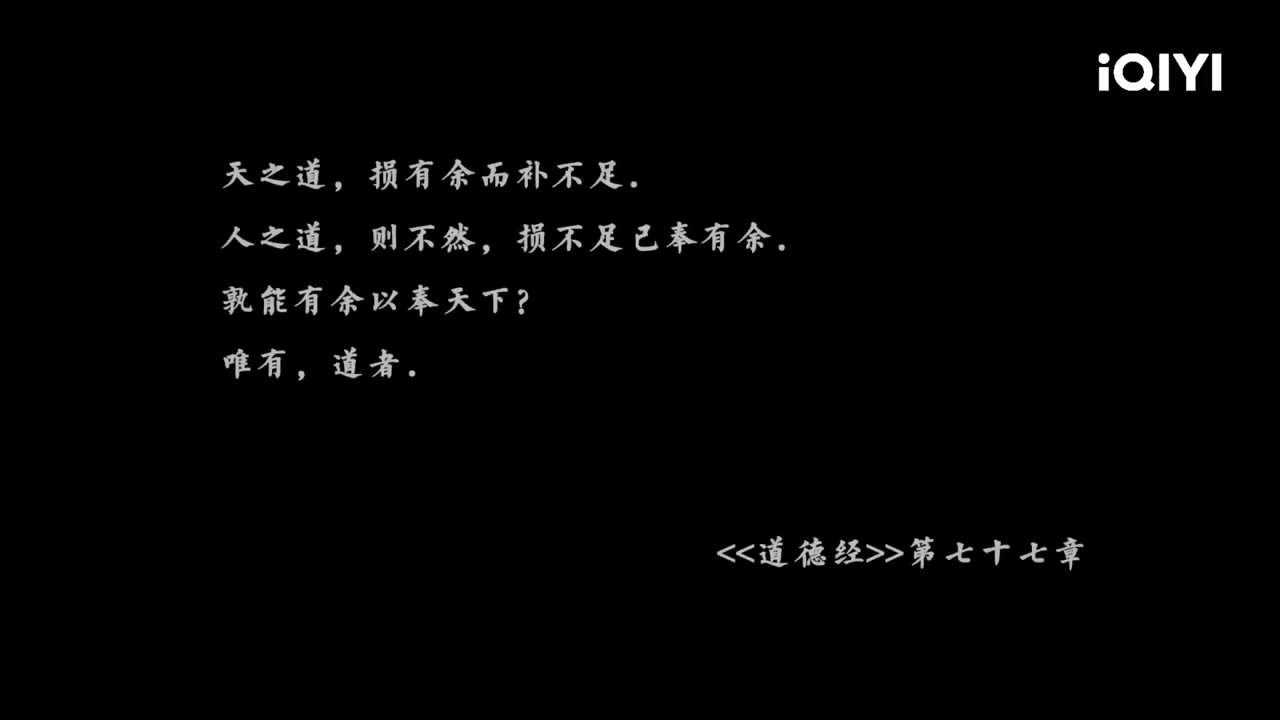 iQIYI
天之道，损有余而补不足.
人之道，则不然，损不足已奉有余.
孰能有余以奉天下?
唯有，道者.
<<道德经>>第七十七章